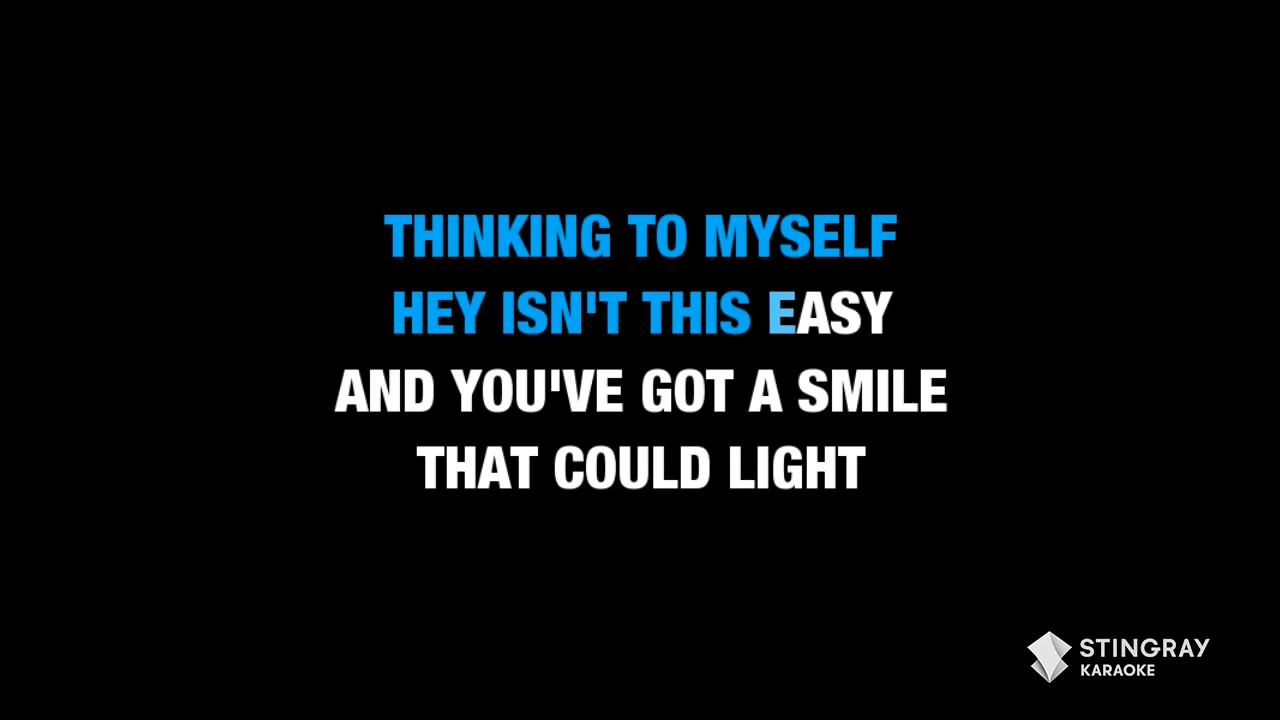 THINKING TO MYSELF
HEY ISN'T THIS EASY
AND YOU'VE GOT A SMILE
THAT COULD LIGHT
STINGRAY
KARAOKE